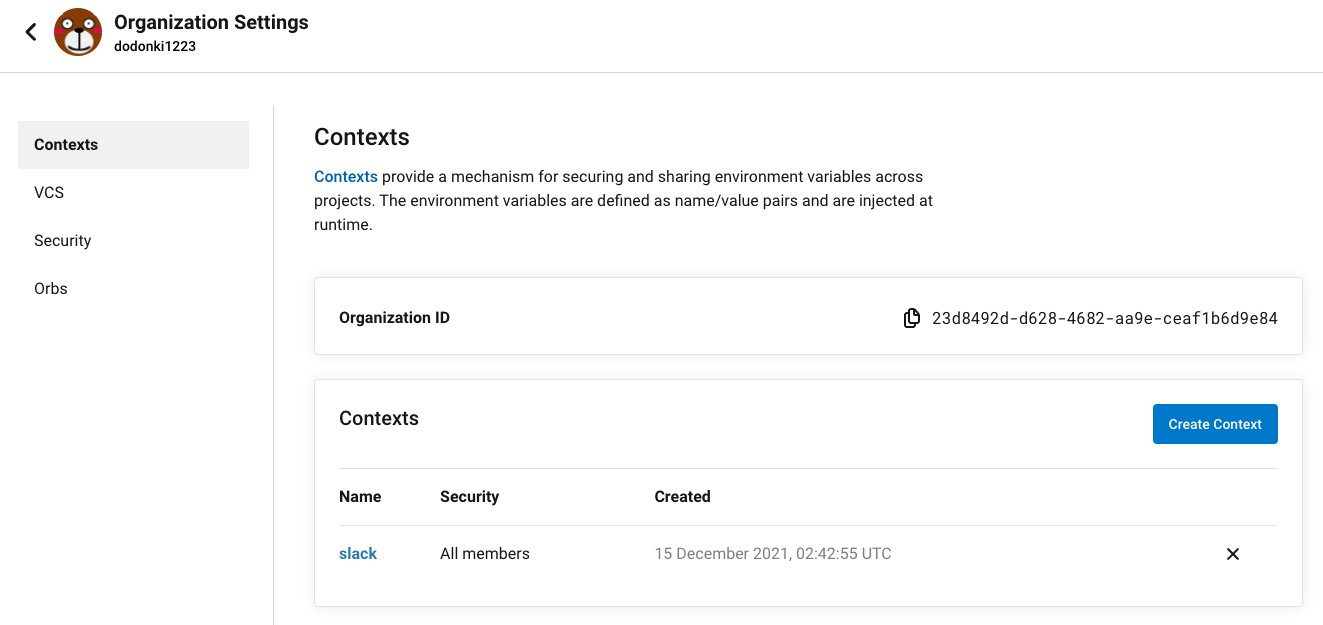 Organization Settings
dodonki1223
Contexts
VCS
Security
Orbs
Contexts
Contexts provide a mechanism for securing and sharing environment variables across
projects. The environment variables are defined as name/value pairs and are injected at
runtime.
Organization ID 23d8492d-d628-4682-aa9e-ceaf1b6d9e84
Contexts
Create Context
Name Security Created
slack All members 15 December 2021, 02:42:55 UTC